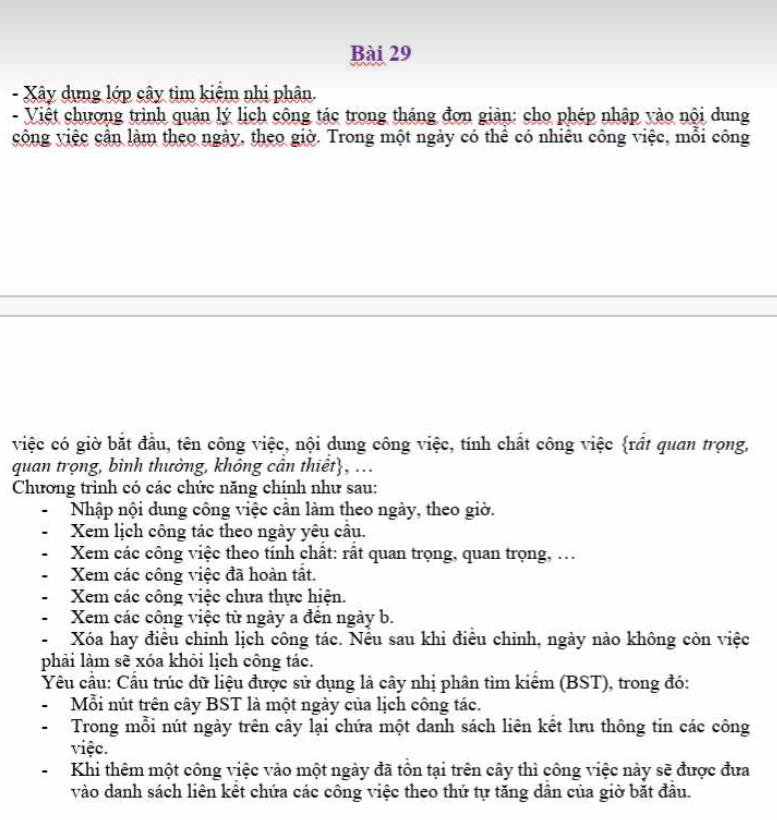 Bài 29
- Xây dựng lớp cây tìm kiếm nhị phân.
- Viết chương trình quản lý lịch công tác trong tháng đơn giản: cho phép nhập vào nội dung
công việc cần làm theo ngày, theo giờ. Trong một ngày có thể có nhiều công việc, mỗi công
việc có giờ bắt đầu, tên công việc, nội dung công việc, tính chất công việc {rất quan trọng,
quan trọng, bình thường, không cần thiết}, …
Chương trình có các chức năng chính như sau:
- Nhập nội dung công việc cần làm theo ngày, theo giờ.
- Xem lịch công tác theo ngày yêu cầu.
- Xem các công việc theo tính chất: rất quan trọng, quan trọng, …
- Xem các công việc đã hoàn tất.
- Xem các công việc chưa thực hiện.
- Xem các công việc từ ngày a đến ngày b.
- Xóa hay điều chỉnh lịch công tác. Nếu sau khi điều chỉnh, ngày nào không còn việc
phải làm sẽ xóa khỏi lịch công tác.
Yêu cầu: Cấu trúc dữ liệu được sử dụng là cây nhị phân tìm kiếm (BST), trong đó:
- Mỗi nút trên cây BST là một ngày của lịch công tác.
- Trong mỗi nút ngày trên cây lại chứa một danh sách liên kết lưu thông tin các công
việc.
- Khi thêm một công việc vào một ngày đã tồn tại trên cây thì công việc này sẽ được đưa
vào danh sách liên kết chứa các công việc theo thứ tự tăng dần của giờ bắt đầu.